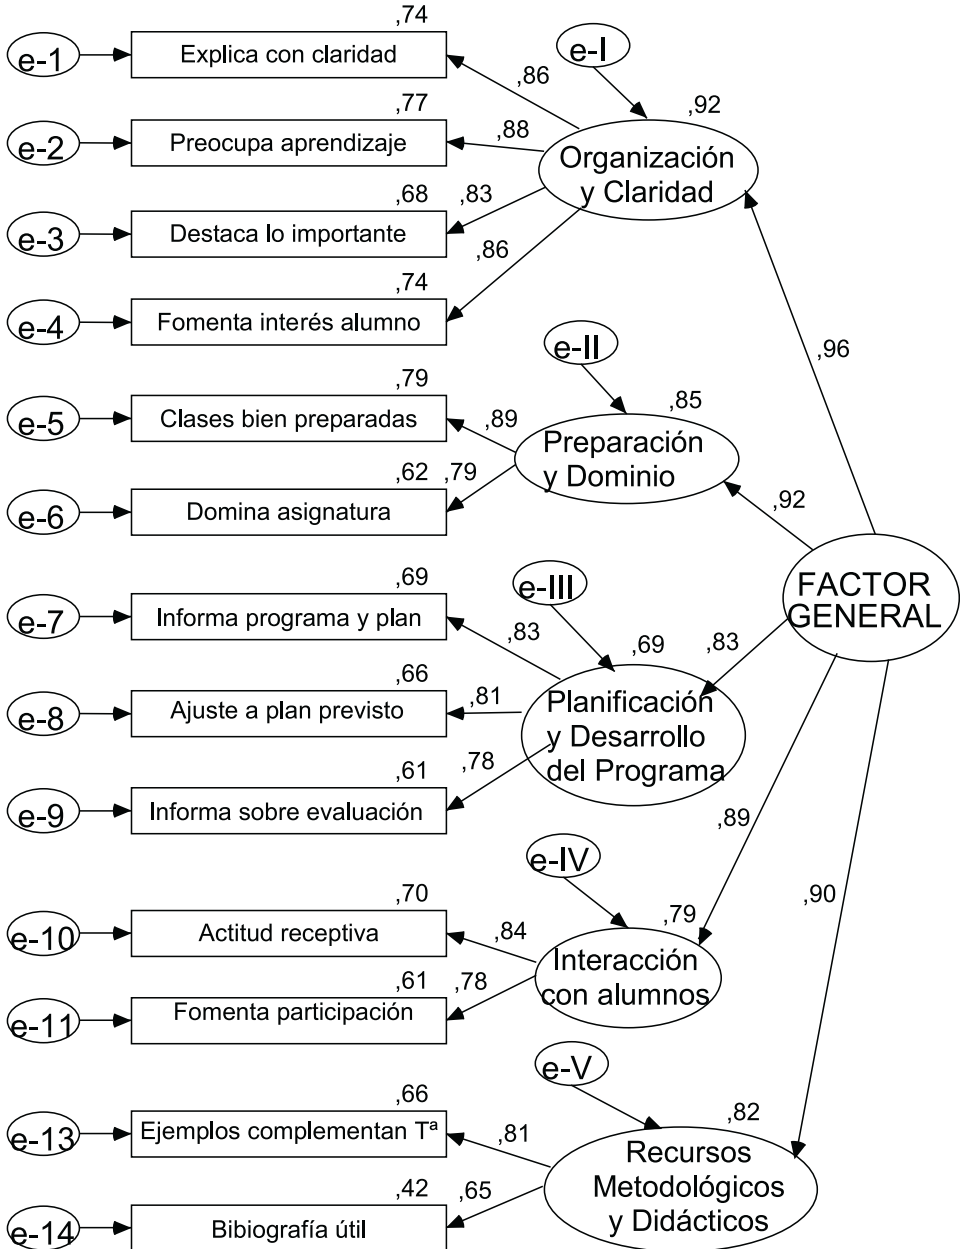 ,74
e-1
Explica con claridad
,86
e-I
,92
,77
e-2
Preocupa aprendizaje
,88
Organización
y Claridad
,68
,83
e-3
Destaca lo importante
,86
,74
e-4
Fomenta interés alumno
,96
e-II
,79
,85
e-5
Clases bien preparadas
,89
Preparación
y Dominio
,62
,79
e-6
Domina asignatura
,92
FACTOR
GENERAL
e-III
,69
e-7
Informa programa y plan
,83
,69
,83
,66
e-8
Ajuste a plan previsto
,81
Planificación
y Desarrollo
del Programa
,61
,78
e-9
Informa sobre evaluación
,89
e-IV
,70
,79
,90
e-10
Actitud receptiva
,84
Interacción
con alumnos
,61
,78
e-11
Fomenta participación
e-V
,66
,82
e-13
Ejemplos complementan Tª
,81
Recursos
Metodológicos
y Didácticos
,42
,65
e-14
Bibiografía útil